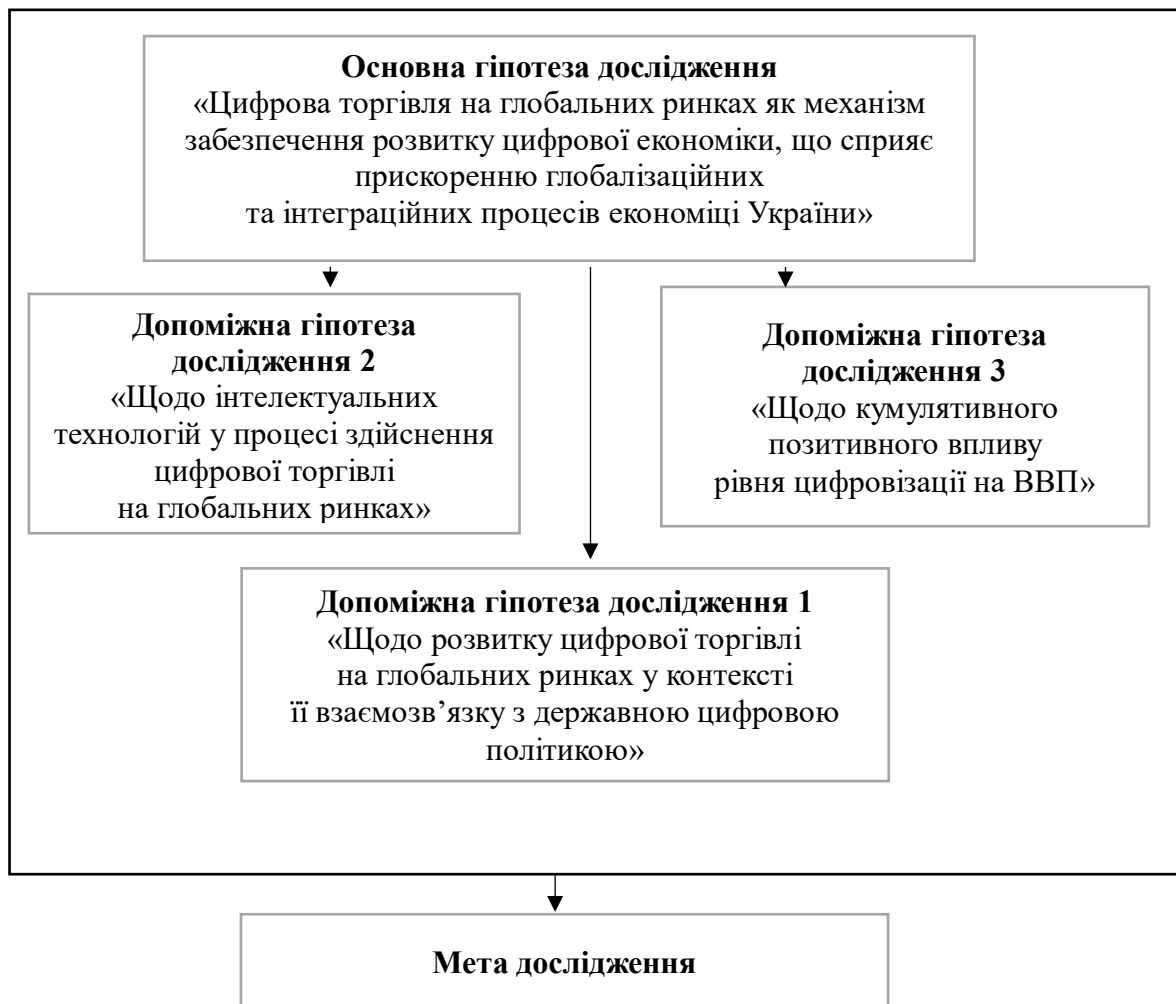 Основна гіпотеза дослідження
«Цифрова торгівля на глобальних ринках як механізм
забезпечення розвитку цифрової економіки, що сприяє
прискоренню глобалізаційних
та інтеграційних процесів економіці України»
Допоміжна гіпотеза
дослідження 2
«Щодо інтелектуальних
технологій у процесі здійснення
цифрової торгівлі
на глобальних ринках»
Допоміжна гіпотеза
дослідження 3
«Щодо кумулятивного
позитивного впливу
рівня цифровізації на ВВП»
Допоміжна гіпотеза дослідження 1
«Щодо розвитку цифрової торгівлі
на глобальних ринках у контексті
її взаємозв’язку з державною цифровою
політикою»
Мета дослідження